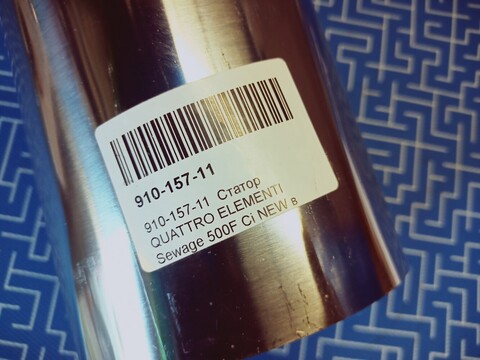 910-157-11
910-157-11 Статор
QUATTRO ELEMENTI
Sewage 500F Ci NEW в